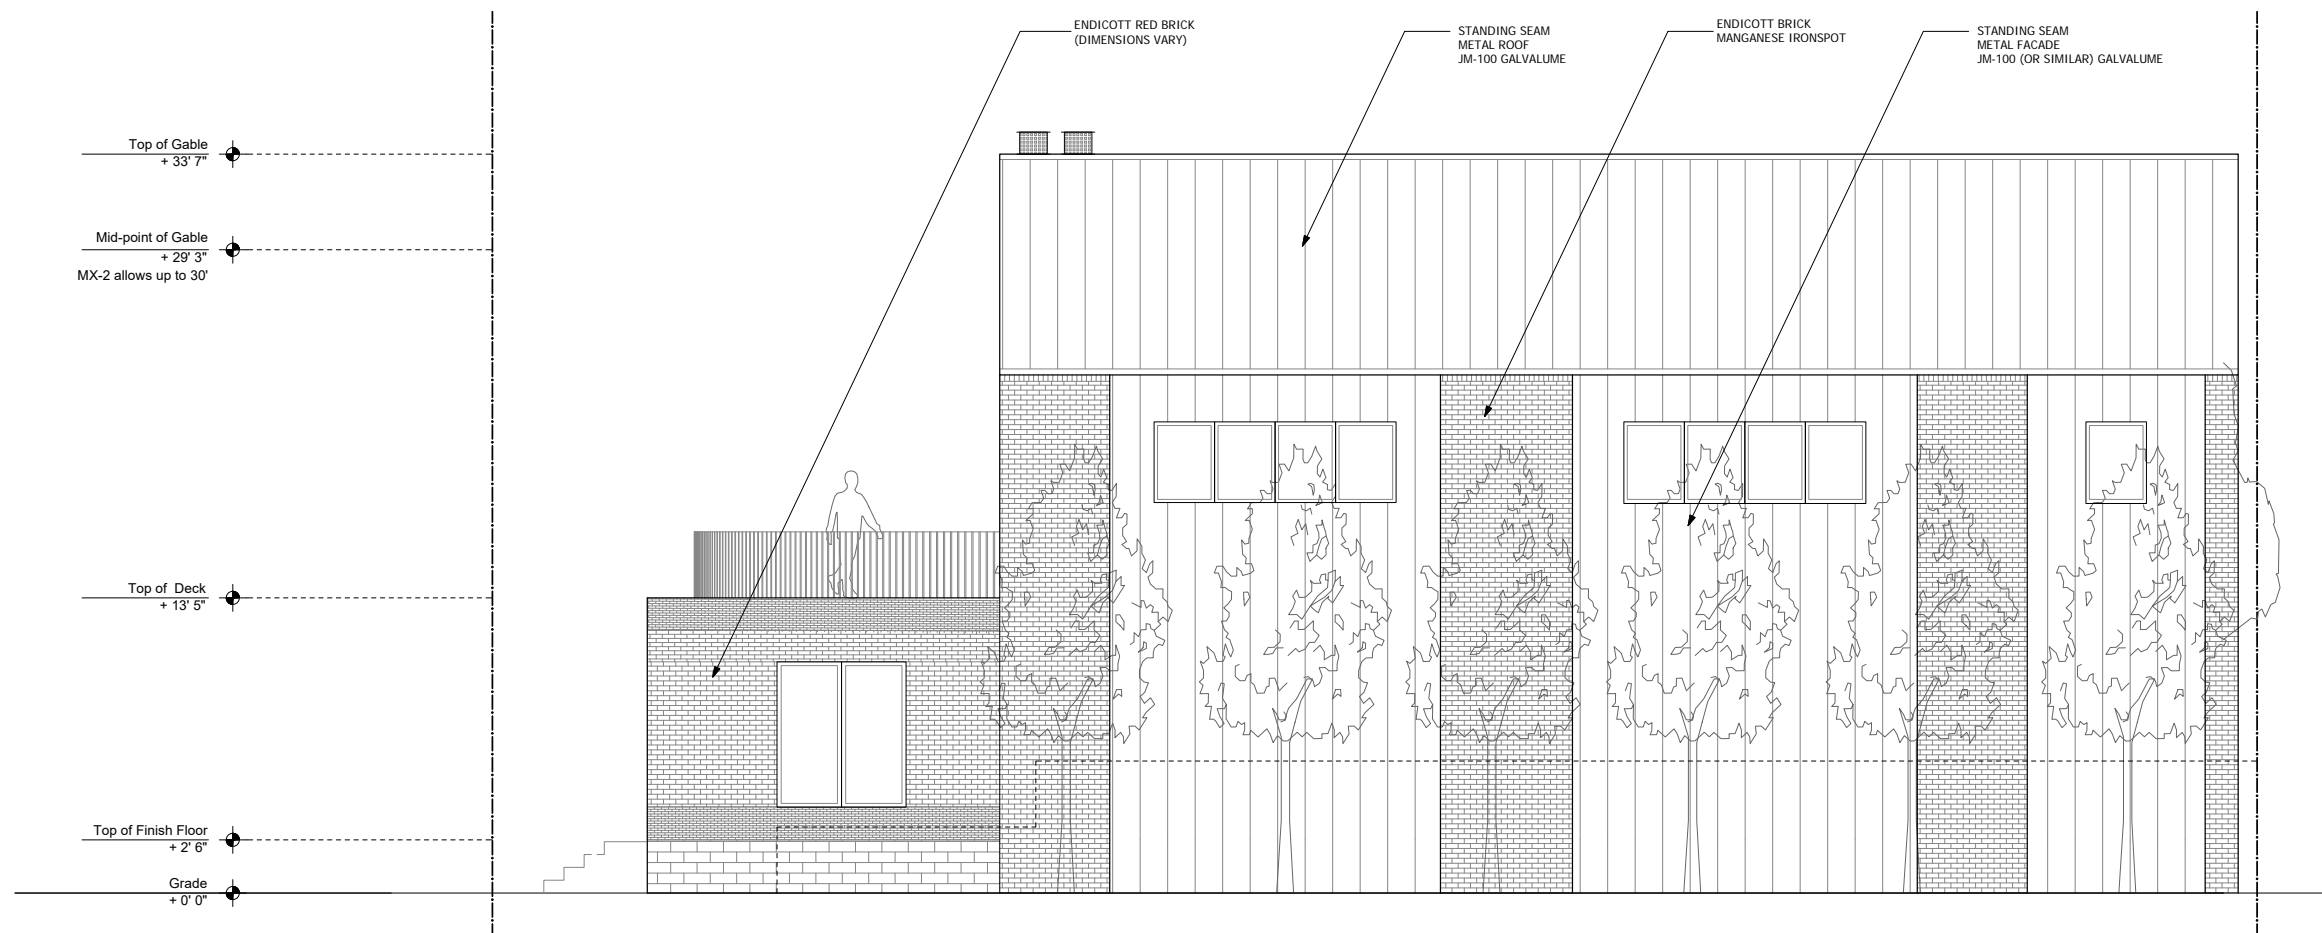 ENDICOTT RED BRICK
(DIMENSIONS VARY)
STANDING SEAM
METAL ROOF
JM-100 GALVALUME
ENDICOTT BRICK
MANGANESE IRONSPOT
STANDING SEAM
METAL FACADE
JM-100 (OR SIMILAR) GALVALUME
Top of Gable
+ 33' 7"
Mid-point of Gable
+ 29' 3"
MX-2 allows up to 30'
Top of Deck
+ 13' 5"
Top of Finish Floor
+ 2' 6"
Grade
+ 0' 0"